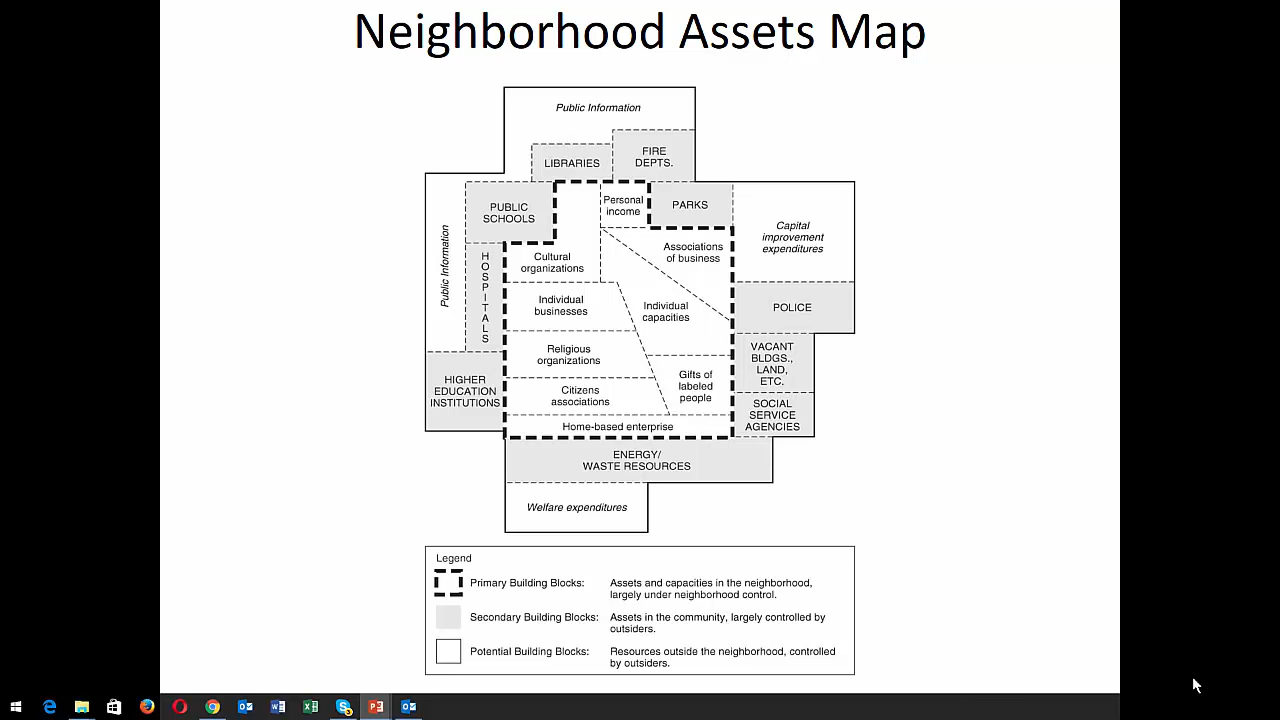 Neighborhood Assets Map
Public Information
LIBRARIES
FIRE
DEPTS.
PUBLIC
SCHOOLS
Personal
income
PARKS
Public Information
HOSPITALS
Cultural
organizations
Associations
of business
Capital
improvement
expenditures
Individual
businesses
Individual
capacities
POLICE
Religious
organizations
VACANT
BLDGS.,
LAND,
ETC.
HIGHER
EDUCATION
INSTITUTIONS
Citizens
associations
Gifts of
labeled
people
SOCIAL
SERVICE
AGENCIES
Home-based enterprise
ENERGY/
WASTE RESOURCES
Welfare expenditures
Legend
Primary Building Blocks: Assets and capacities in the neighborhood,
largely under neighborhood control.
Secondary Building Blocks: Assets in the community, largely controlled by
outsiders.
Potential Building Blocks: Resources outside the neighborhood, controlled
by outsiders.